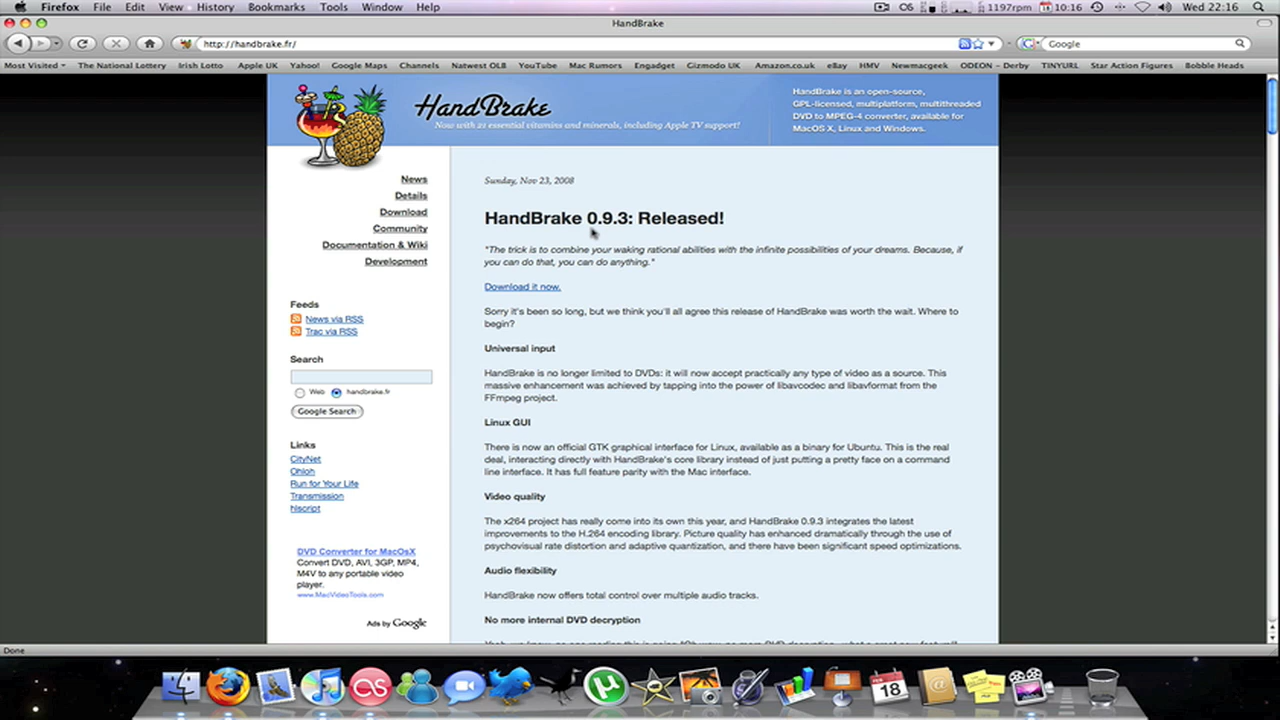 Firefox File Edit View History Bookmarks Tools Window Help 1197rpm 10:16 Wed 22:16
HandBrake
http://handbrake.fr/ Google
Most Visited The National Lottery Irish Lotto Apple UK Yahoo! Google Maps Channels Natwest OLB YouTube Mac Rumors Engadget Gizmodo UK Amazon.co.uk eBay HMV Newmacgeek ODEON – Derby TINYURL Star Action Figures Bobble Heads
HandBrake
Now with 21 essential vitamins and minerals, including Apple TV support!
HandBrake is an open-source,
GPL-licensed, multiplatform, multithreaded
DVD to MPEG-4 converter, available for
MacOS X, Linux and Windows.
News
Details
Download
Community
Documentation & Wiki
Development
Feeds
News via RSS
Trac via RSS
Search
Web handbrake.fr
Google Search
Links
CityNet
Ohloh
Run for Your Life
Transmission
hlscript
DVD Converter for MacOsX
Convert DVD, AVI, 3GP, MP4,
M4V to any portable video
player.
www.MacVideoTools.com
Ads by Google
Sunday, Nov 23, 2008
HandBrake 0.9.3: Released!
"The trick is to combine your waking rational abilities with the infinite possibilities of your dreams. Because, if
you can do that, you can do anything."
Download it now.
Sorry it's been so long, but we think you'll all agree this release of HandBrake was worth the wait. Where to
begin?
Universal input
HandBrake is no longer limited to DVDs: it will now accept practically any type of video as a source. This
massive enhancement was achieved by tapping into the power of libavcodec and libavformat from the
FFmpeg project.
Linux GUI
There is now an official GTK graphical interface for Linux, available as a binary for Ubuntu. This is the real
deal, interacting directly with HandBrake's core library instead of just putting a pretty face on a command
line interface. It has full feature parity with the Mac interface.
Video quality
The x264 project has really come into its own this year, and HandBrake 0.9.3 integrates the latest
improvements to the H.264 encoding library. Picture quality has enhanced dramatically through the use of
psychovisual rate distortion and adaptive quantization, and there have been significant speed optimizations.
Audio flexibility
HandBrake now offers total control over multiple audio tracks.
No more internal DVD decryption
Done
FEB
18